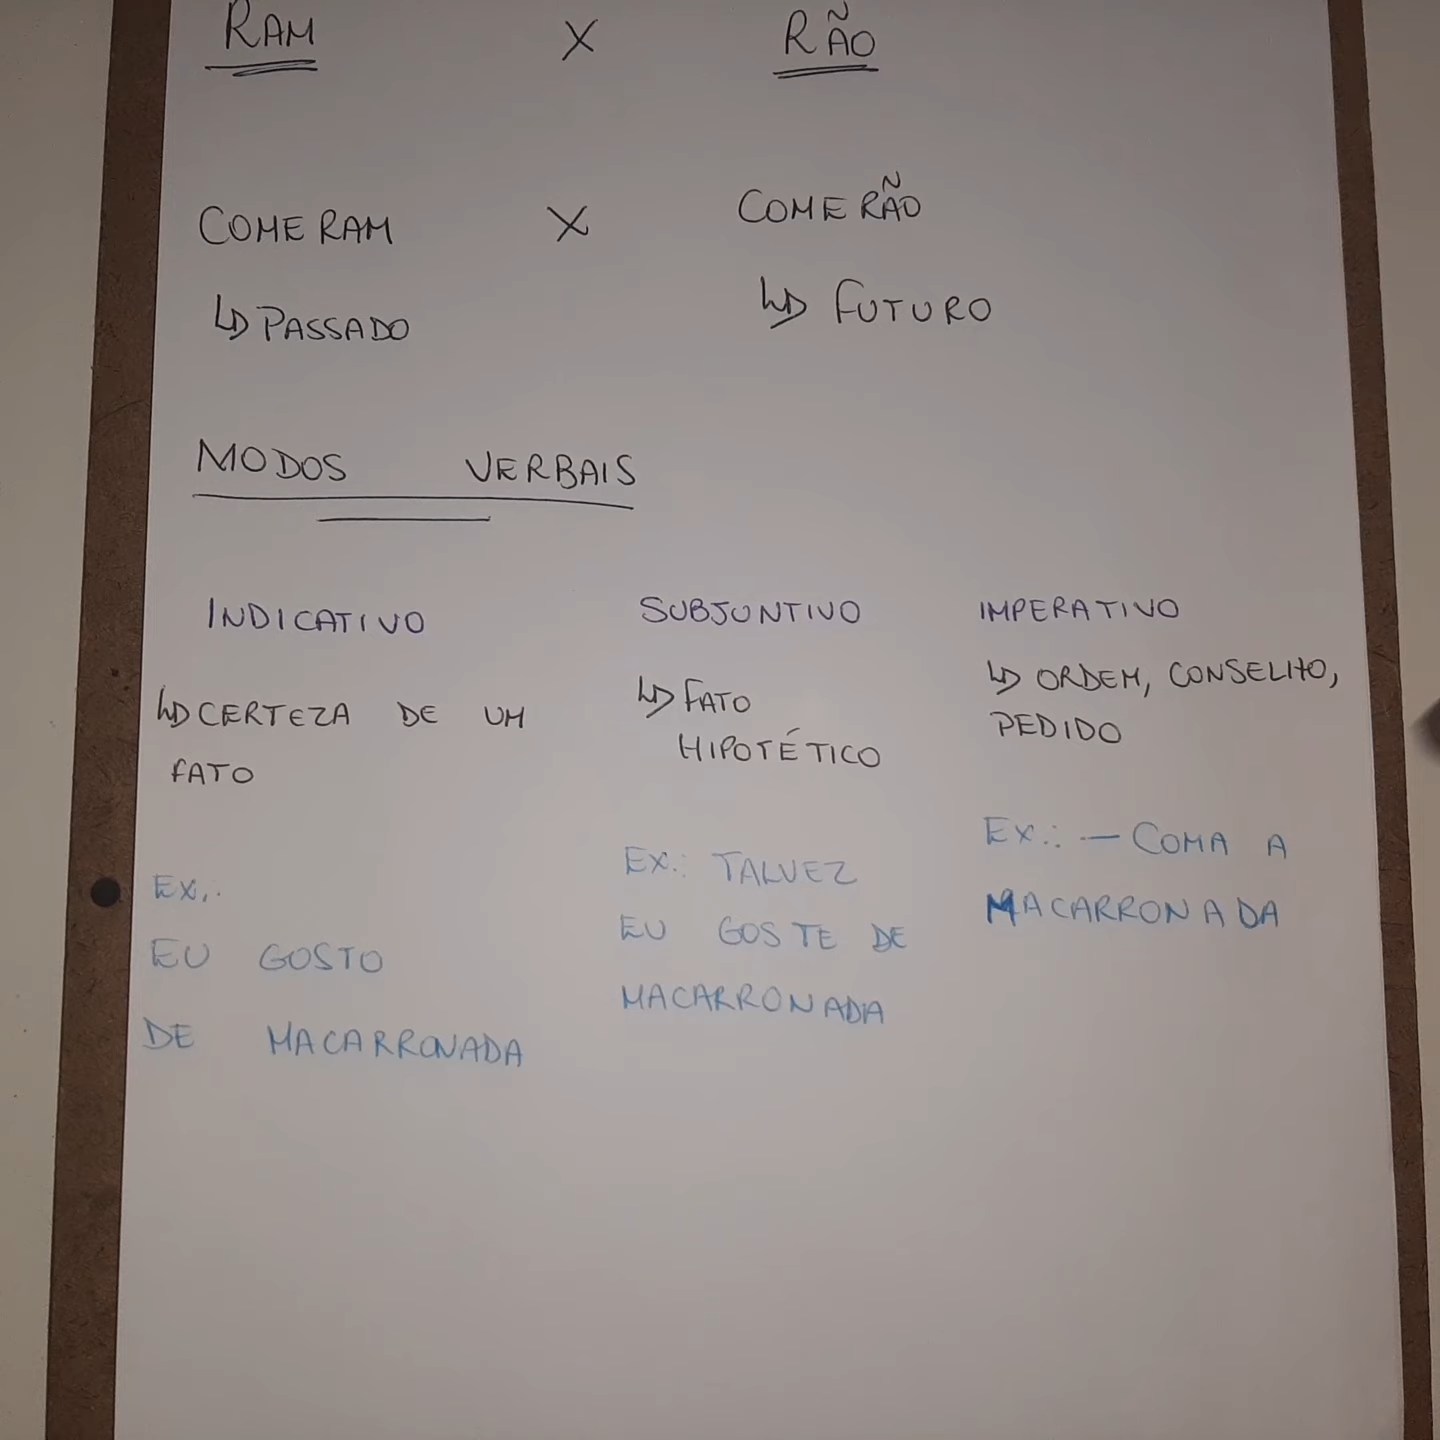 RAM X RÃO
COMERAM X COMERÃO
↳ PASSADO ↳ FUTURO
MODOS VERBAIS
INDICATIVO
↳ CERTEZA DE UM
FATO
EX.:
EU GOSTO
DE MACARRONADA
SUBJUNTIVO
↳ FATO
HIPOTÉTICO
EX.: TALVEZ
EU GOSTE DE
MACARRONADA
IMPERATIVO
↳ ORDEM, CONSELHO,
PEDIDO
EX.: — COMA A
MACARRONADA